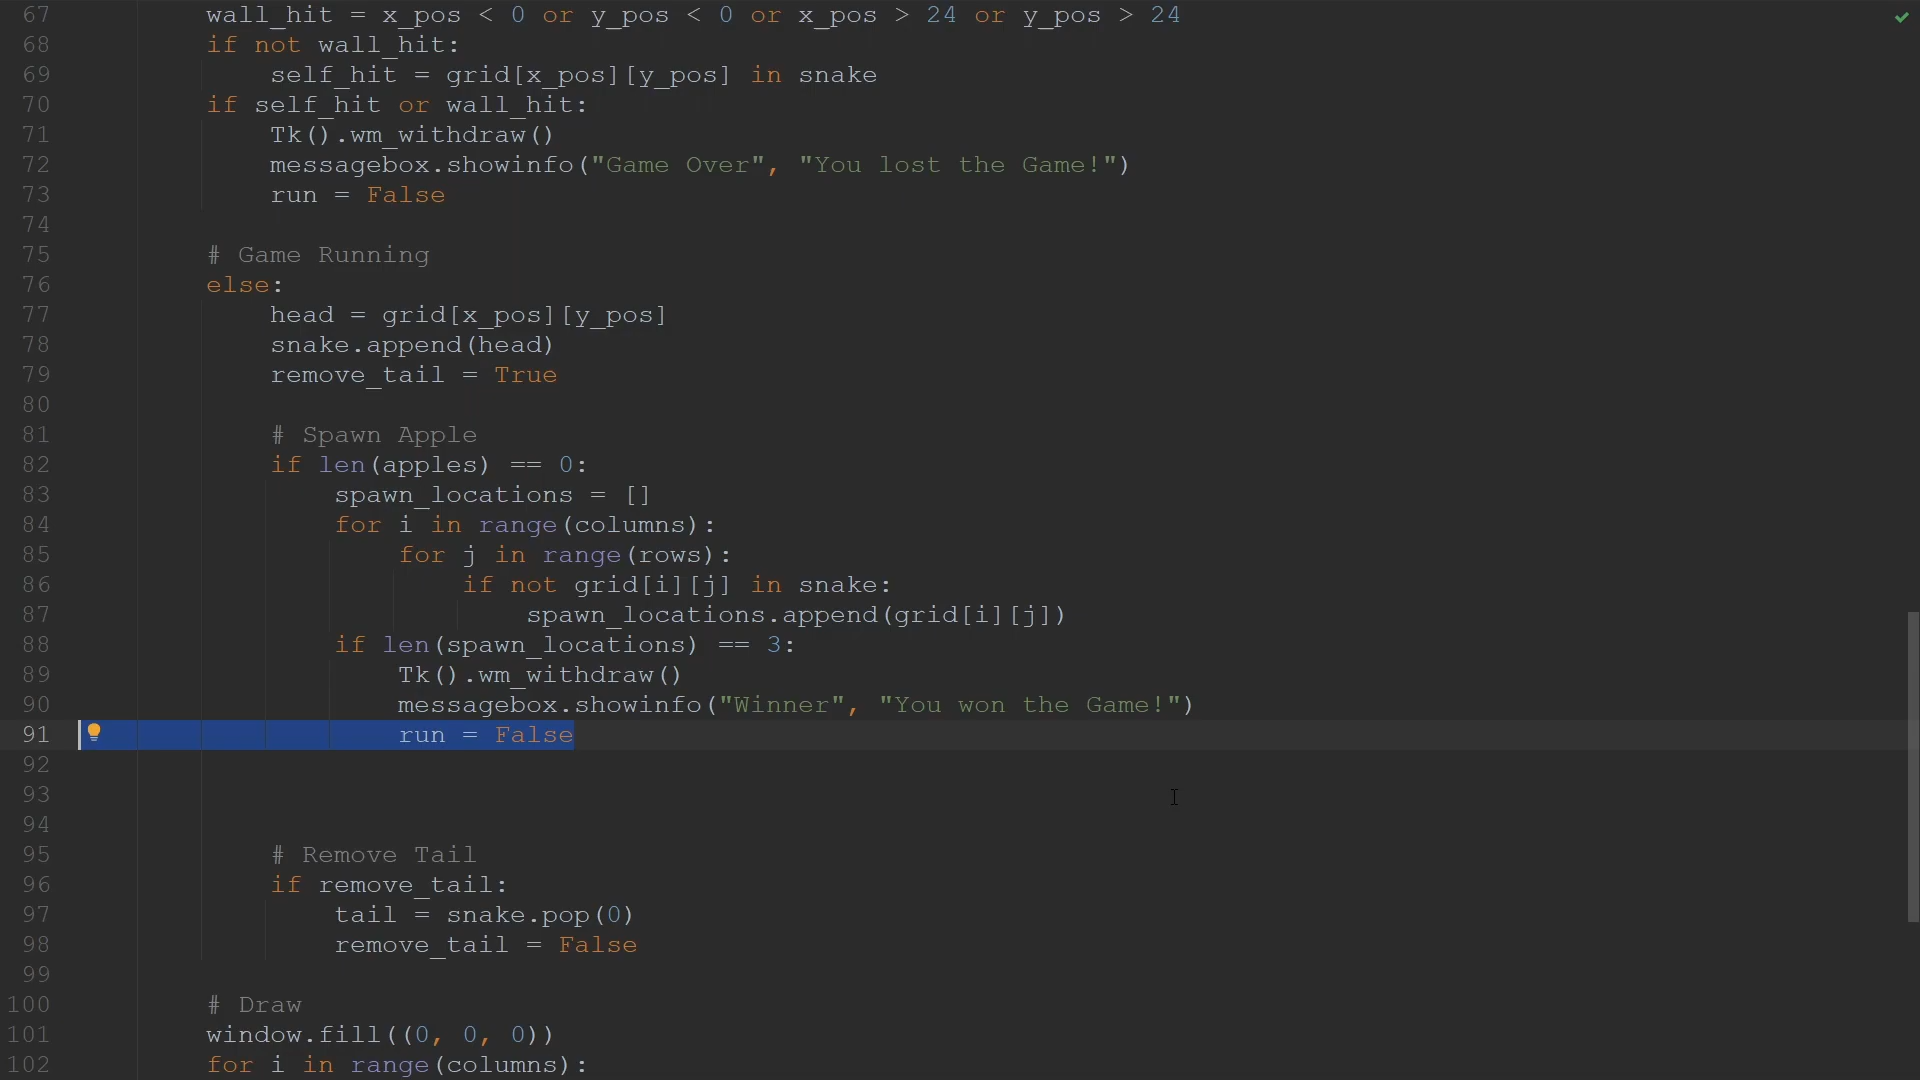 67 wall_hit = x_pos < 0 or y_pos < 0 or x_pos > 24 or y_pos > 24
68 if not wall_hit:
69 self_hit = grid[x_pos][y_pos] in snake
70 if self_hit or wall_hit:
71 Tk().wm_withdraw()
72 messagebox.showinfo("Game Over", "You lost the Game!")
73 run = False
74
75 # Game Running
76 else:
77 head = grid[x_pos][y_pos]
78 snake.append(head)
79 remove_tail = True
80
81 # Spawn Apple
82 if len(apples) == 0:
83 spawn_locations = []
84 for i in range(columns):
85 for j in range(rows):
86 if not grid[i][j] in snake:
87 spawn_locations.append(grid[i][j])
88 if len(spawn_locations) == 3:
89 Tk().wm_withdraw()
90 messagebox.showinfo("Winner", "You won the Game!")
91 run = False
92
93
94
95 # Remove Tail
96 if remove_tail:
97 tail = snake.pop(0)
98 remove_tail = False
99
100 # Draw
101 window.fill((0, 0, 0))
102 for i in range(columns):